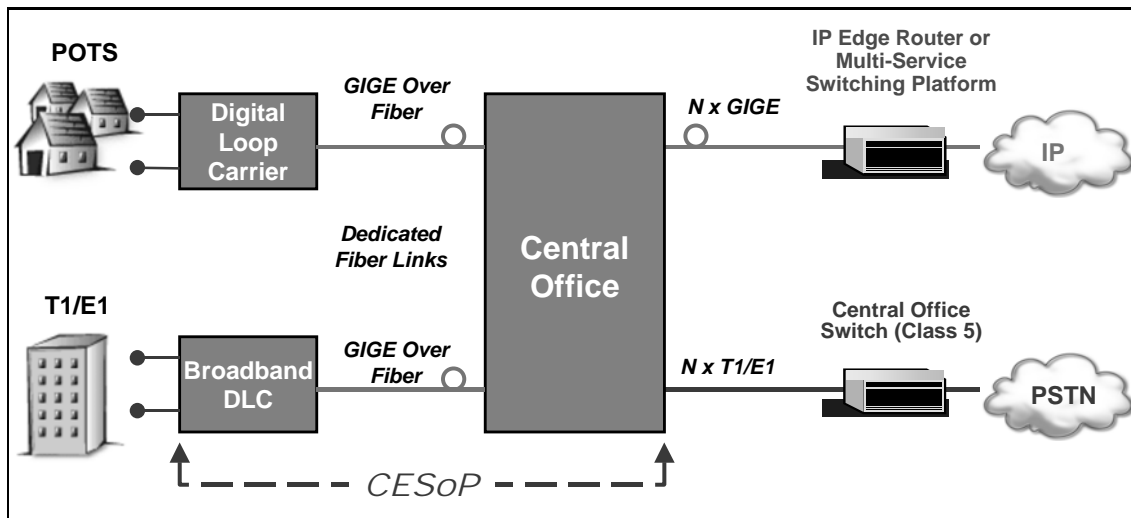 POTS
Digital
Loop
Carrier
GIGE Over
Fiber
Dedicated
Fiber Links
T1/E1
Broadband
DLC
GIGE Over
Fiber
Central
Office
N x GIGE
IP Edge Router or
Multi-Service
Switching Platform
IP
N x T1/E1
Central Office
Switch (Class 5)
PSTN
CESoP